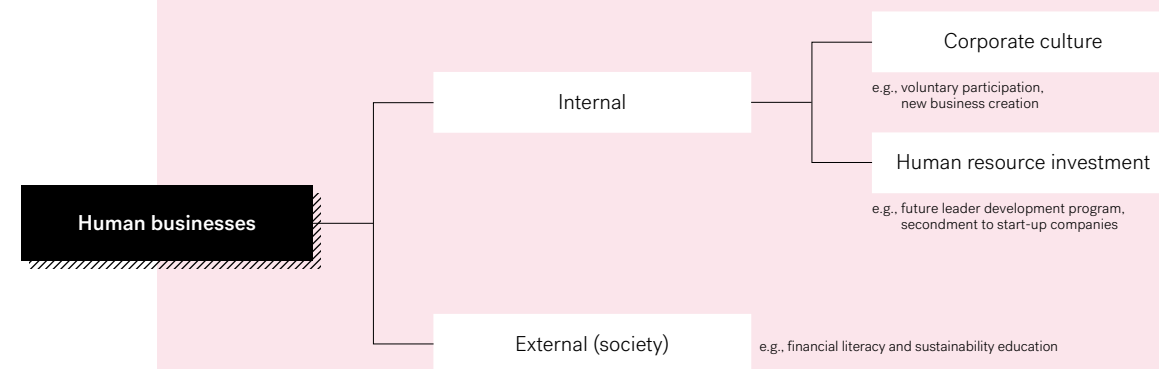 Corporate culture
e.g., voluntary participation,
new business creation
Internal
Human resource investment
e.g., future leader development program,
secondment to start-up companies
Human businesses
External (society)
e.g., financial literacy and sustainability education